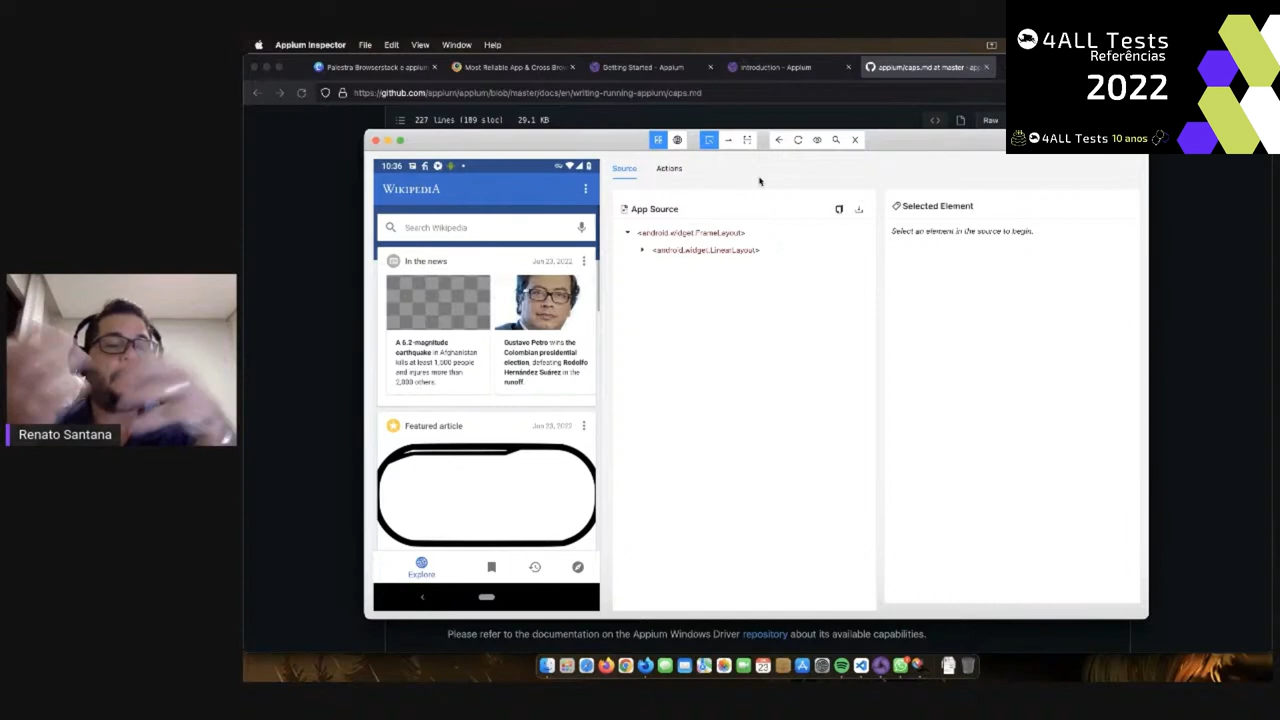 Appium Inspector File Edit View Window Help
4ALL Tests
Referências
2022
4ALL Tests 10 anos
Palestra Browserstack e appium
Most Reliable App & Cross Brow
Getting Started - Appium
Introduction - Appium
appium/caps.md at master · app
https://github.com/appium/appium/blob/master/docs/en/writing-running-appium/caps.md
227 lines (189 sloc) 29.1 KB
Raw
10:36
WIKIPEDIA
Search Wikipedia
In the news Jun 23, 2022
A 6.2-magnitude
earthquake in Afghanistan
kills at least 1,500 people
and injures more than
2,000 others.
Gustavo Petro wins the
Colombian presidential
election, defeating Rodolfo
Hernández Suárez in the
runoff.
Featured article Jun 23, 2022
Explore
Source Actions
App Source
<android.widget.FrameLayout>
<android.widget.LinearLayout>
Selected Element
Select an element in the source to begin.
Renato Santana
Please refer to the documentation on the Appium Windows Driver repository about its available capabilities.
23